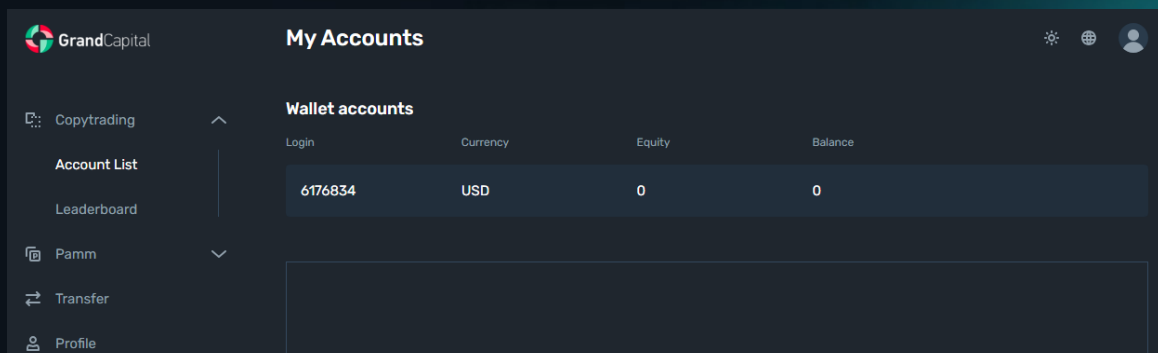 GrandCapital
My Accounts
Copytrading
Account List
Leaderboard
Pamm
Transfer
Profile
Wallet accounts
Login Currency Equity Balance
6176834 USD 0 0